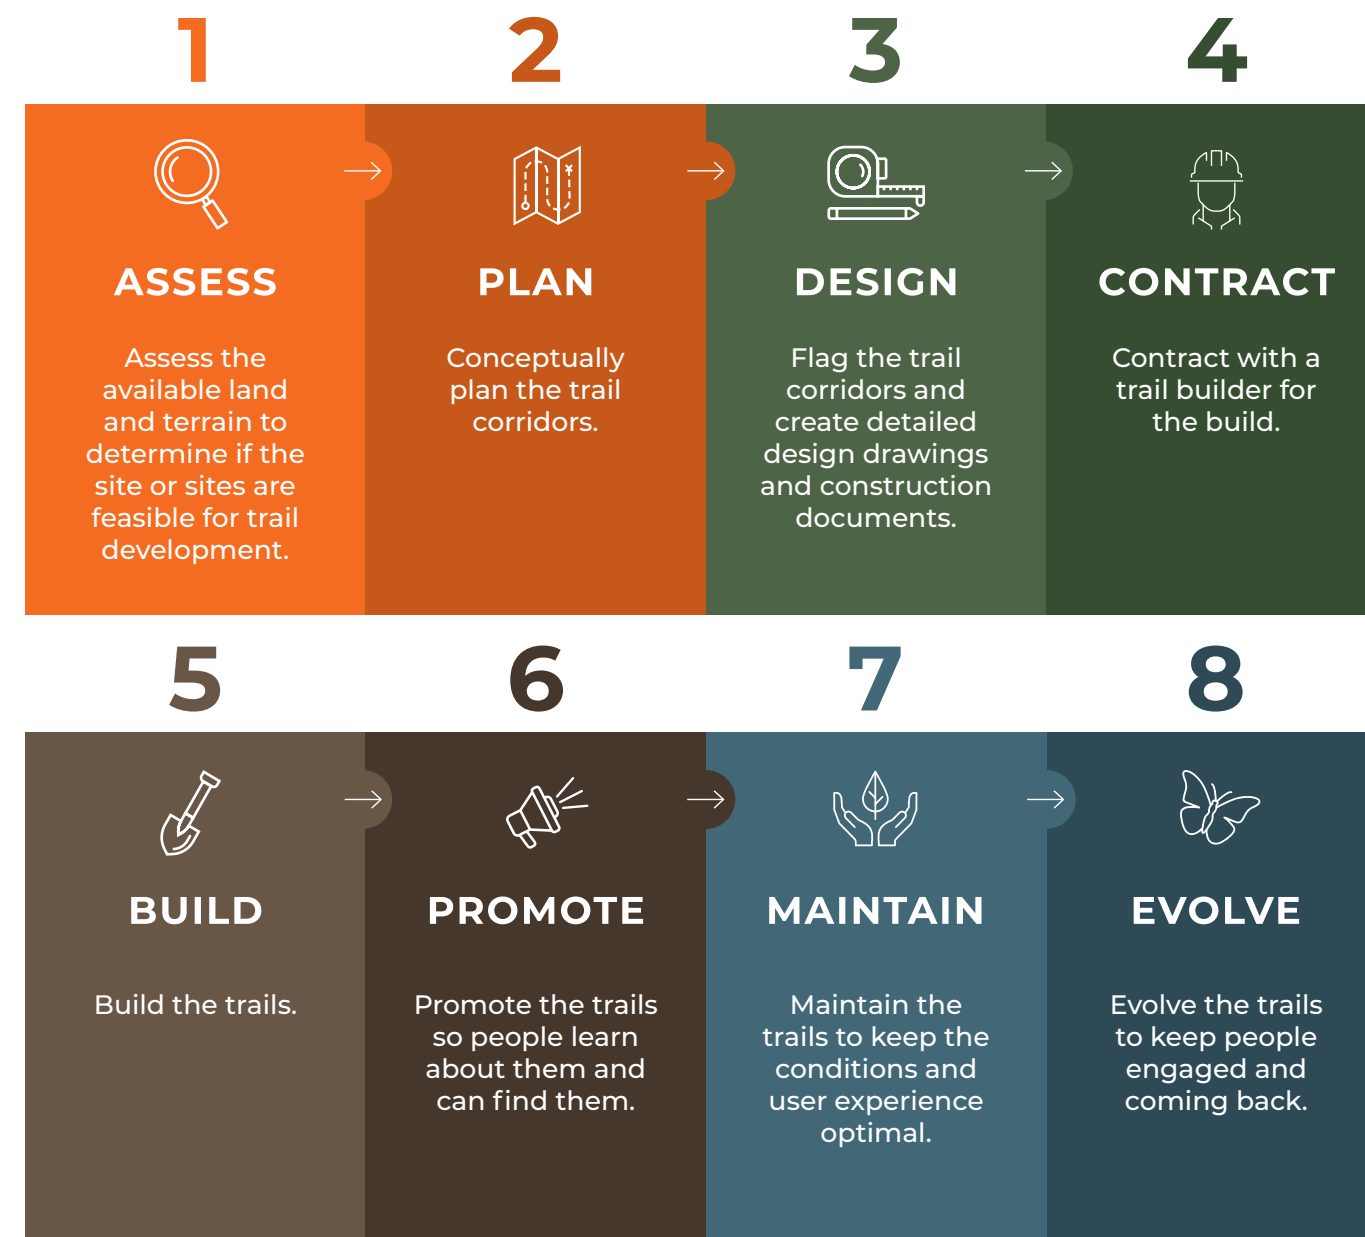 1
2
3
4
ASSESS
Assess the
available land
and terrain to
determine if the
site or sites are
feasible for trail
development.
PLAN
Conceptually
plan the trail
corridors.
DESIGN
Flag the trail
corridors and
create detailed
design drawings
and construction
documents.
CONTRACT
Contract with a
trail builder for
the build.
5
6
7
8
BUILD
Build the trails.
PROMOTE
Promote the trails
so people learn
about them and
can find them.
MAINTAIN
Maintain the
trails to keep the
conditions and
user experience
optimal.
EVOLVE
Evolve the trails
to keep people
engaged and
coming back.